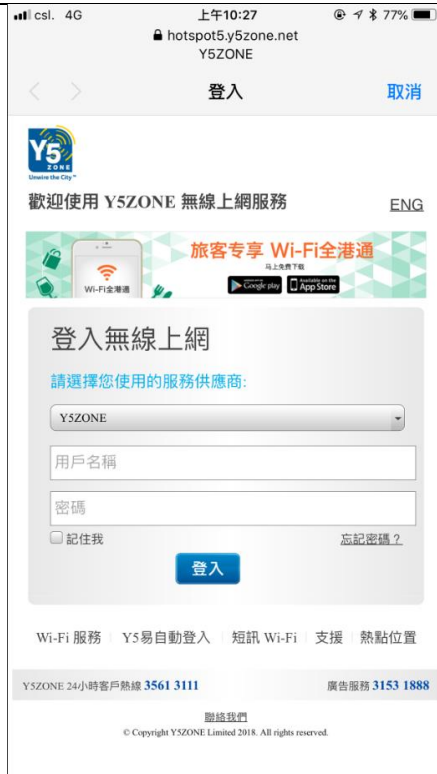 csl. 4G 上午10:27 77%
hotspot5.y5zone.net
Y5ZONE
登入 取消
Y5
ZONE
Unwire the City™
歡迎使用 Y5ZONE 無線上網服務 ENG
旅客专享 Wi-Fi全港通
马上免费下载
Wi-Fi全港通
Google play Available on the App Store
登入無線上網
請選擇您使用的服務供應商:
Y5ZONE
用戶名稱
密碼
記住我 忘記密碼？
登入
Wi-Fi 服務 Y5易自動登入 短訊 Wi-Fi 支援 熱點位置
Y5ZONE 24小時客戶熱線 3561 3111 廣告服務 3153 1888
聯絡我們
© Copyright Y5ZONE Limited 2018. All rights reserved.